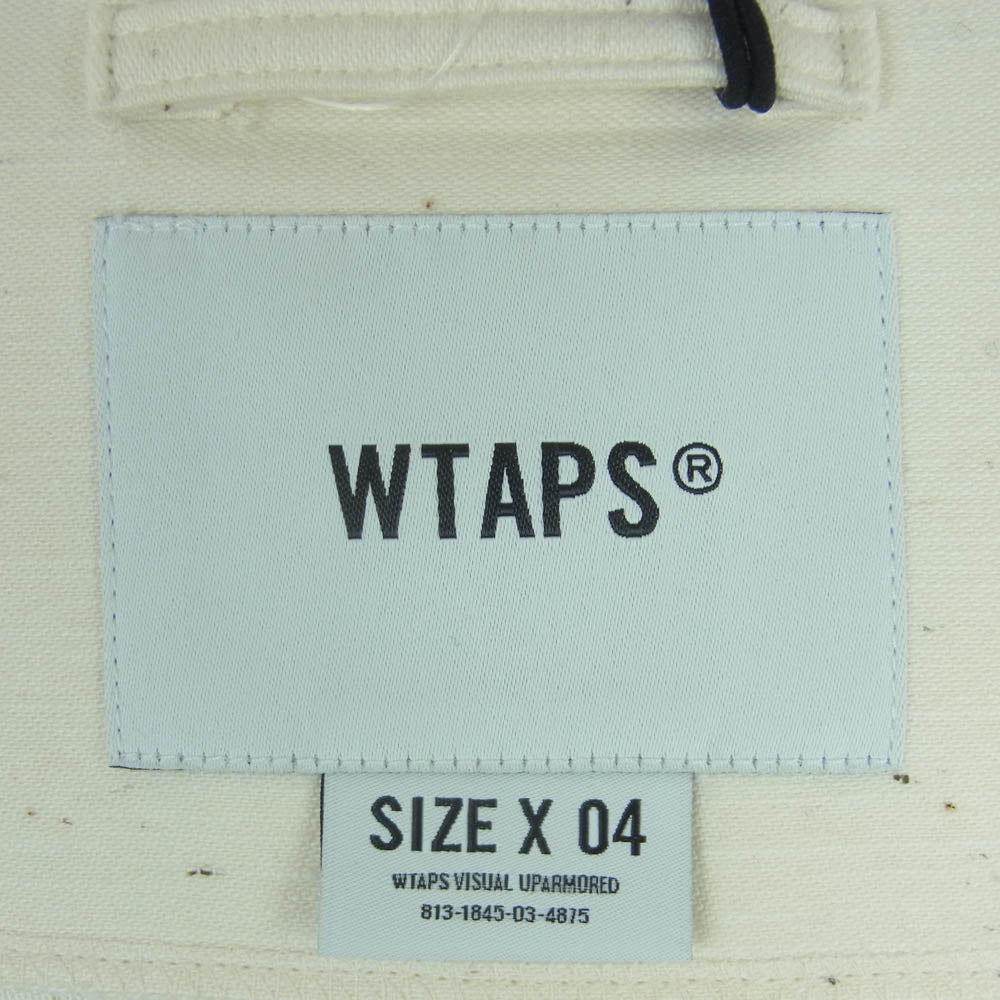 WTAPS®
SIZE X 04
WTAPS VISUAL UPARMORED
813-1845-03-4875